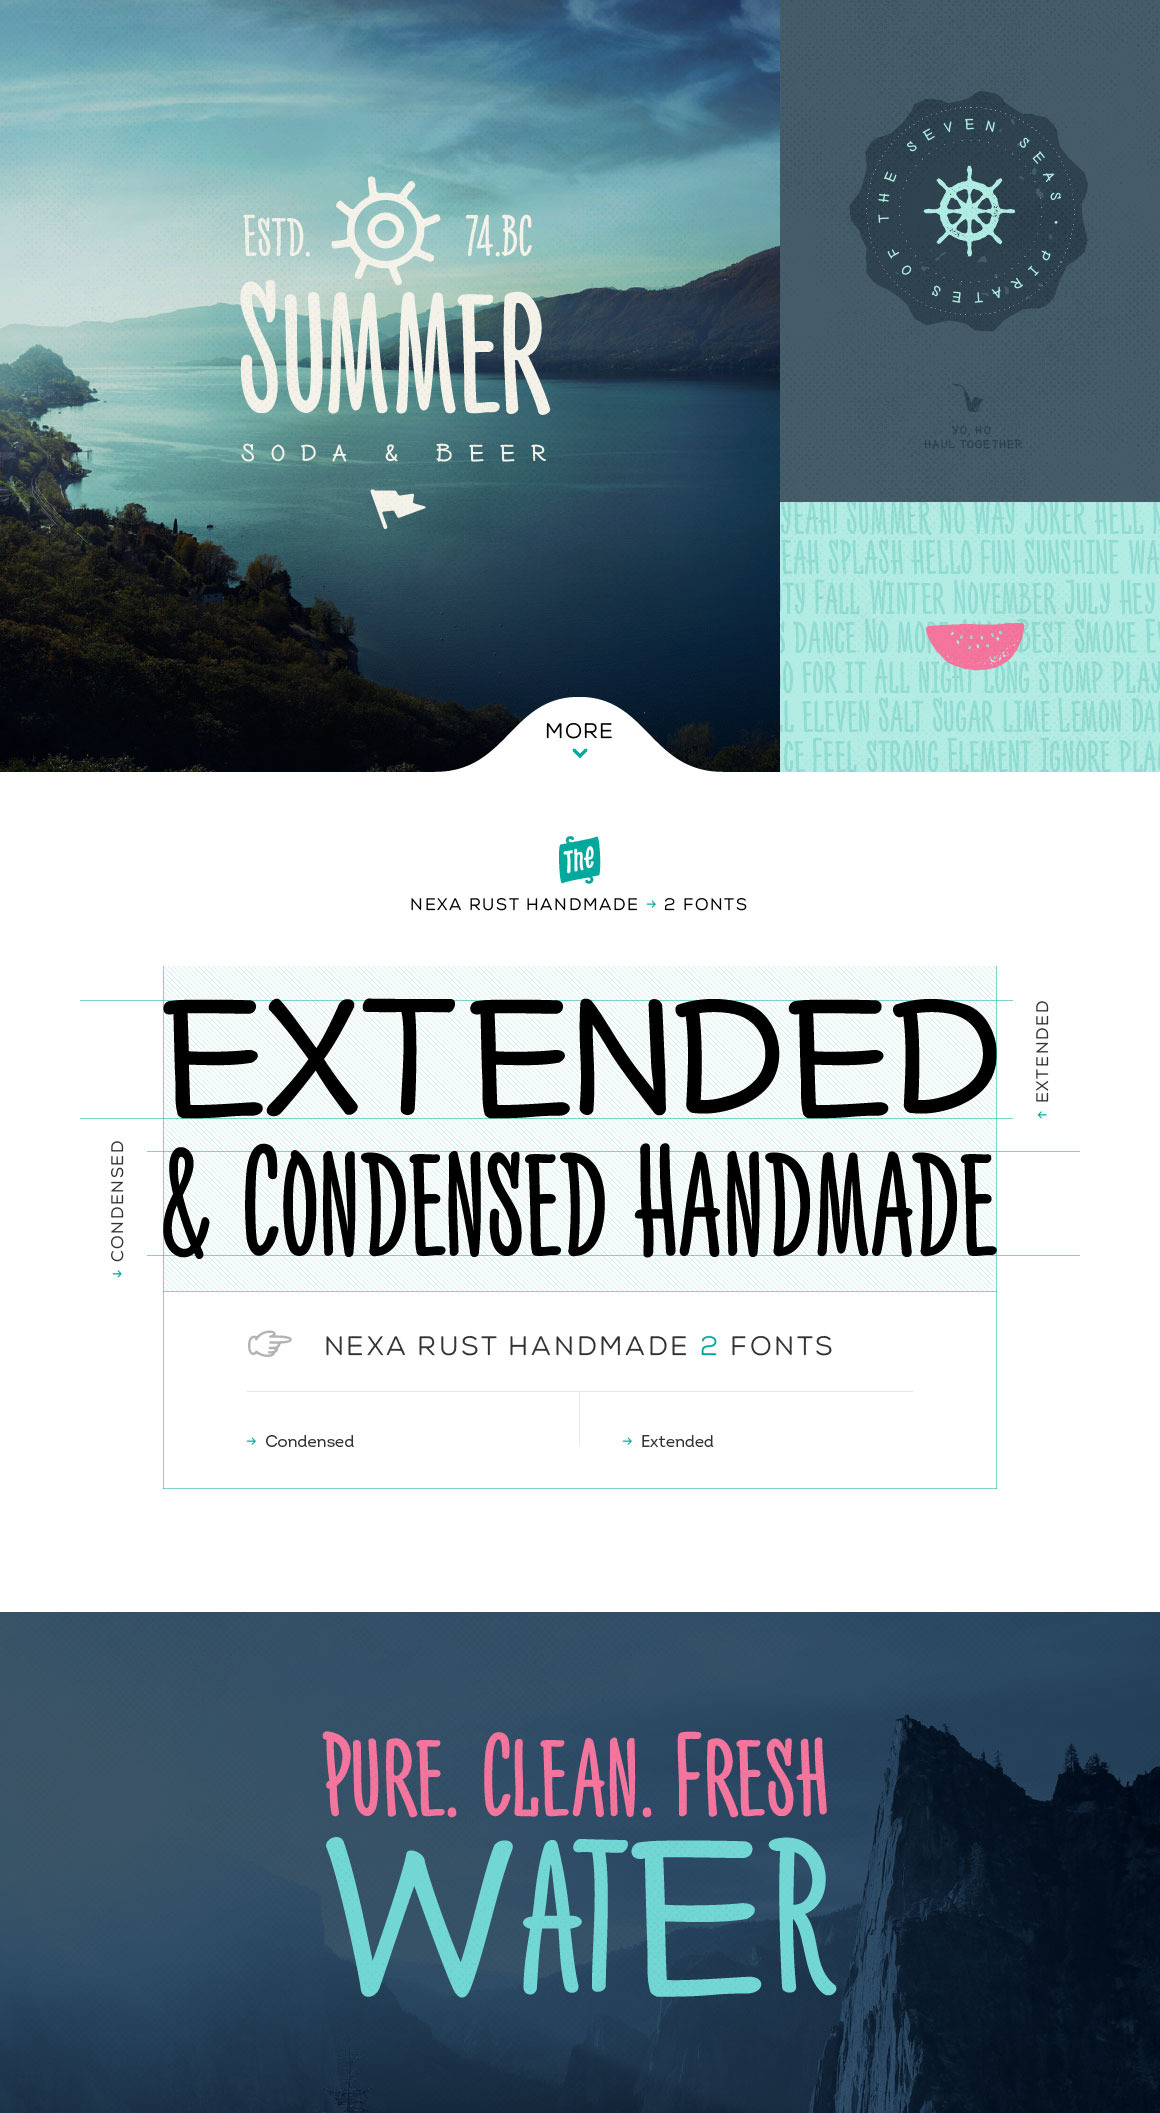 ESTD. 74.BC
SUMMER
SODA & BEER
PIRATES OF THE SEVEN SEAS •
YO, HO
HAUL TOGETHER
YEAH! SUMMER NO WAY JOKER HELL N
EAH SPLASH HELLO FUN SUNSHINE WA
TY FALL WINTER NOVEMBER JULY HEY
S DANCE NO MO BEST SMOKE E
O FOR IT ALL NIGHT LONG STOMP PLAY
L ELEVEN SALT SUGAR LIME LEMON DA
CE FEEL STRONG ELEMENT IGNORE PLA
MORE
The
NEXA RUST HANDMADE → 2 FONTS
EXTENDED
& CONDENSED HANDMADE
← EXTENDED
← CONDENSED
NEXA RUST HANDMADE 2 FONTS
→ Condensed
→ Extended
PURE. CLEAN. FRESH
WATER